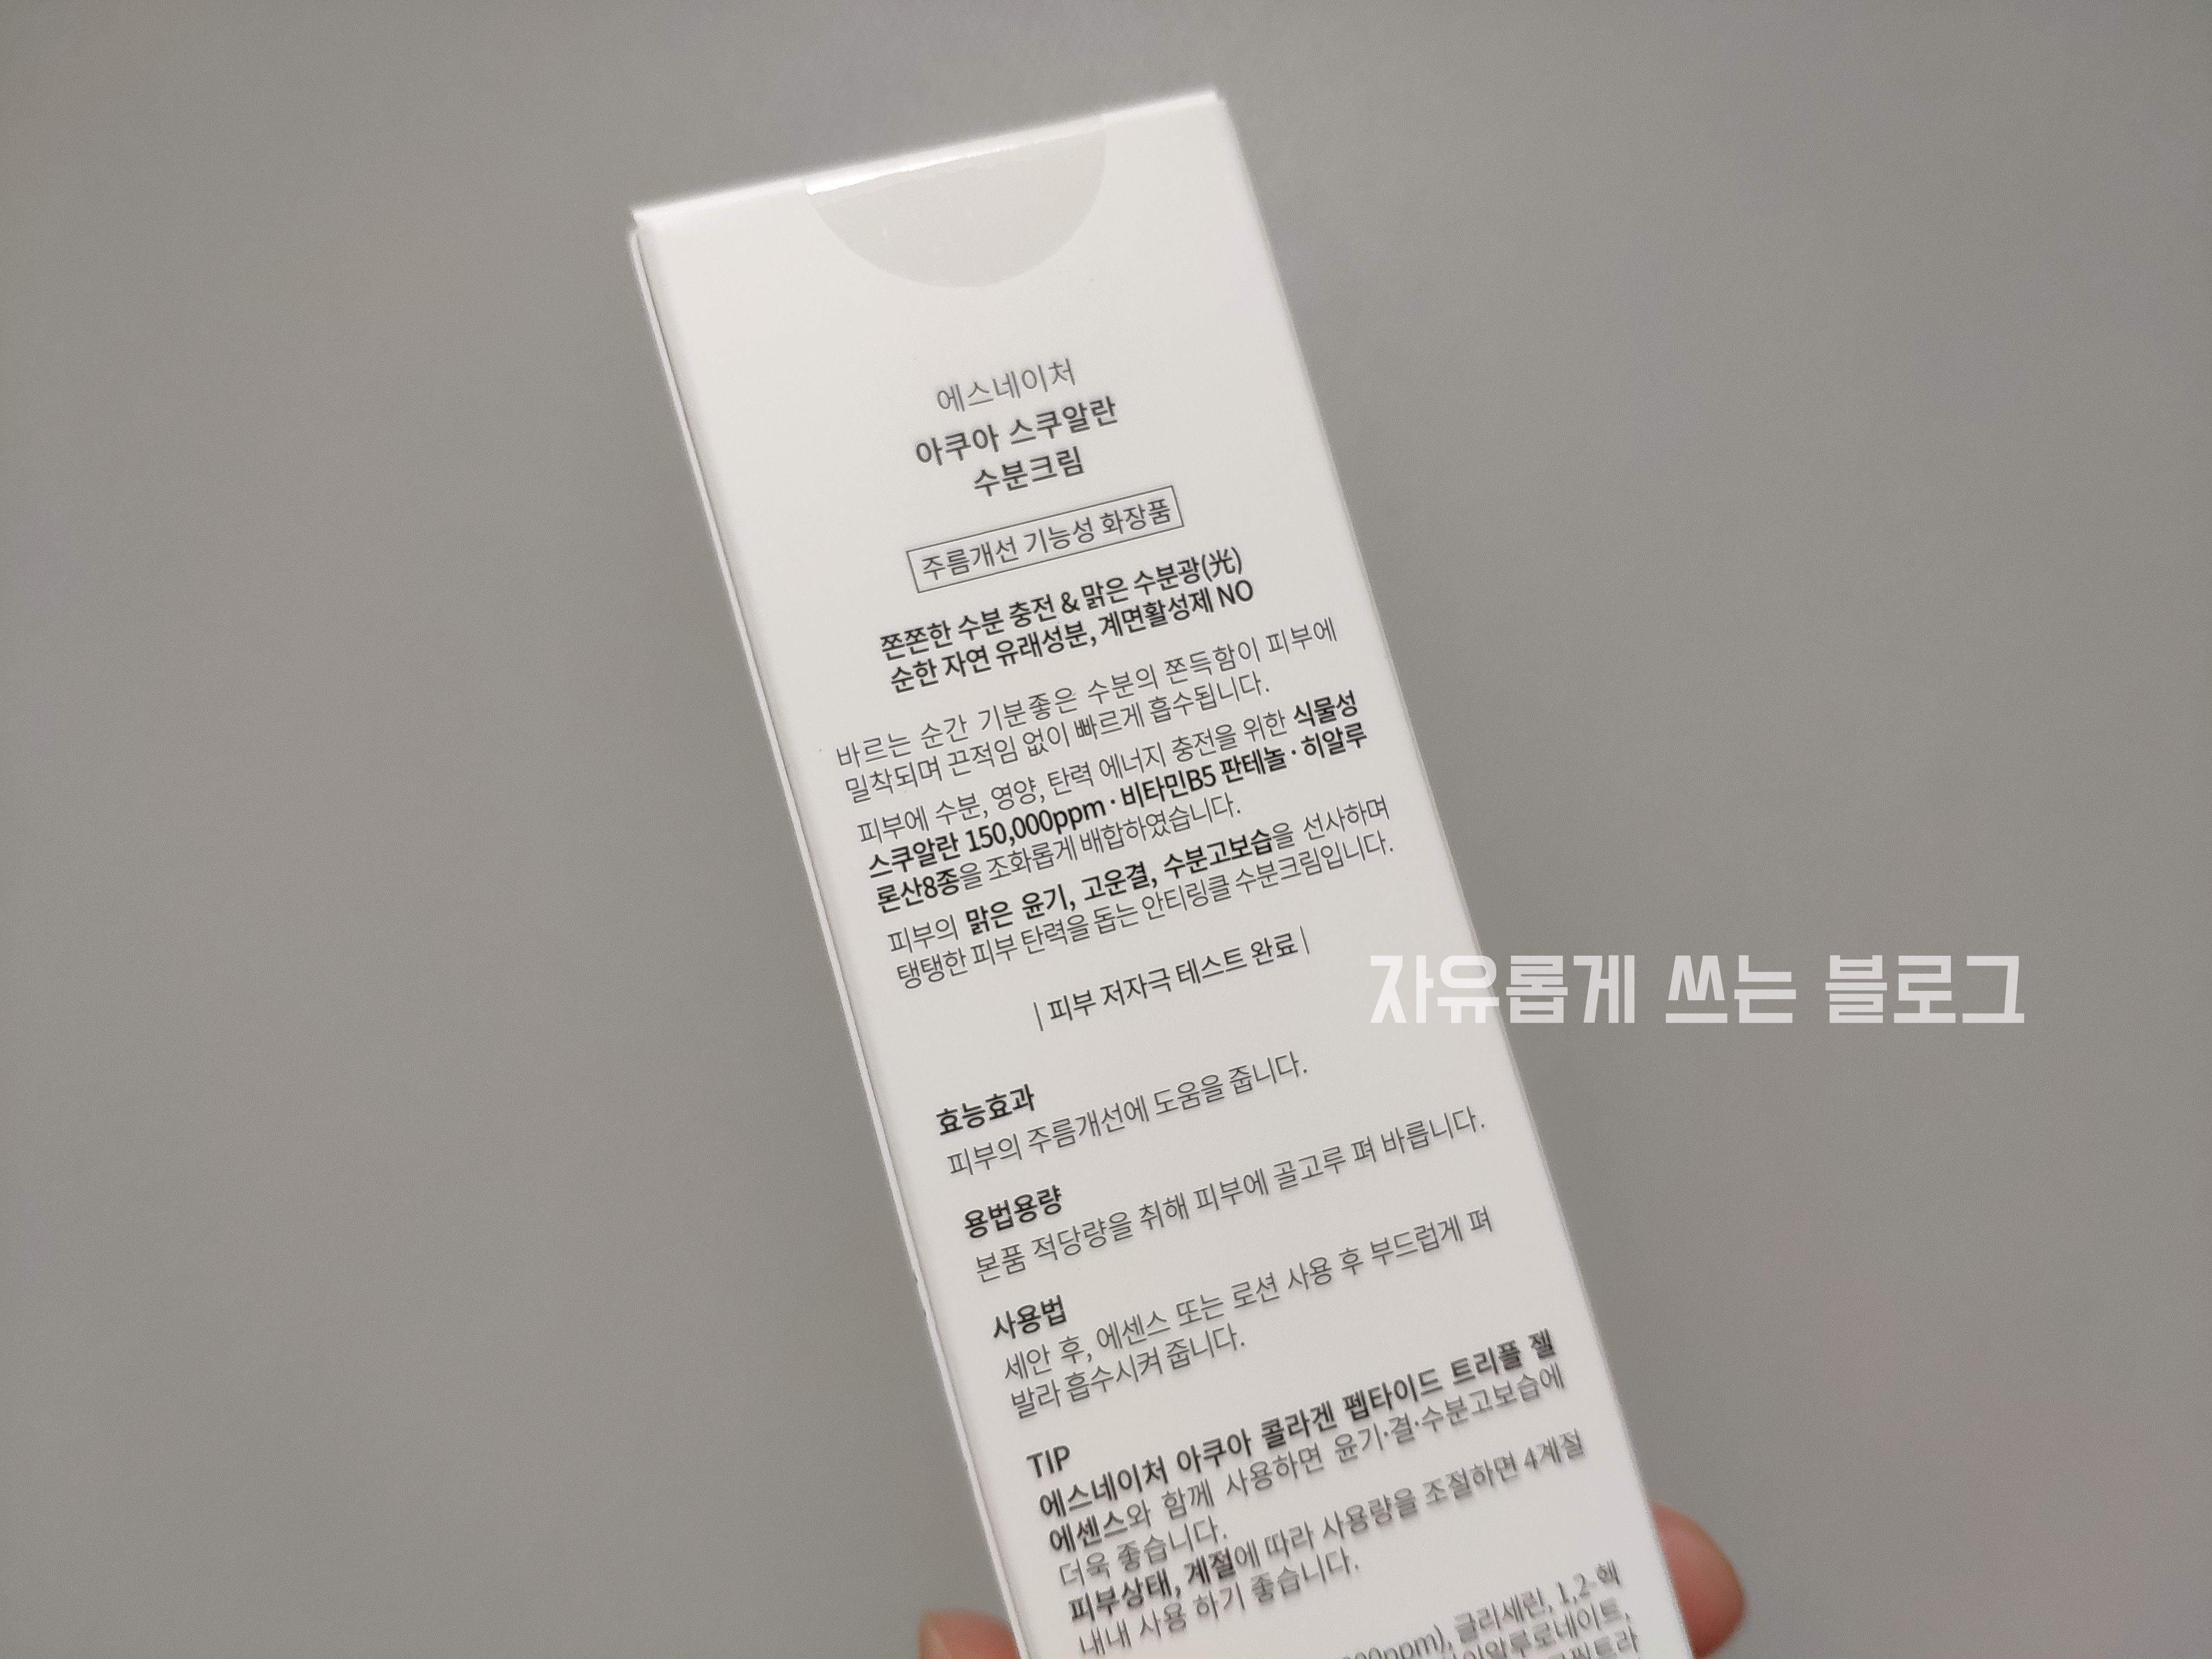 에스네이처
아쿠아 스쿠알란
수분크림
주름개선 기능성 화장품
쫀쫀한 수분 충전 & 맑은 수분광(光)
순한 자연 유래성분, 계면활성제 NO
바르는 순간 기분좋은 수분의 쫀득함이 피부에
밀착되며 끈적임 없이 빠르게 흡수됩니다.
피부에 수분, 영양, 탄력 에너지 충전을 위한 식물성
스쿠알란 150,000ppm · 비타민B5 판테놀 · 히알루
론산8종을 조화롭게 배합하였습니다.
피부의 맑은 윤기, 고운결, 수분고보습을 선사하며
탱탱한 피부 탄력을 돕는 안티링클 수분크림입니다.
| 피부 저자극 테스트 완료 |
효능효과
피부의 주름개선에 도움을 줍니다.
용법용량
본품 적당량을 취해 피부에 골고루 펴 바릅니다.
사용법
세안 후, 에센스 또는 로션 사용 후 부드럽게 펴
발라 흡수시켜 줍니다.
TIP
에스네이처 아쿠아 콜라겐 펩타이드 트리플 젤
에센스와 함께 사용하면 윤기·결·수분고보습에
더욱 좋습니다.
피부상태, 계절에 따라 사용량을 조절하면 4계절
내내 사용 하기 좋습니다.
글리세린, 1,2-헥
자유롭게 쓰는 블로그